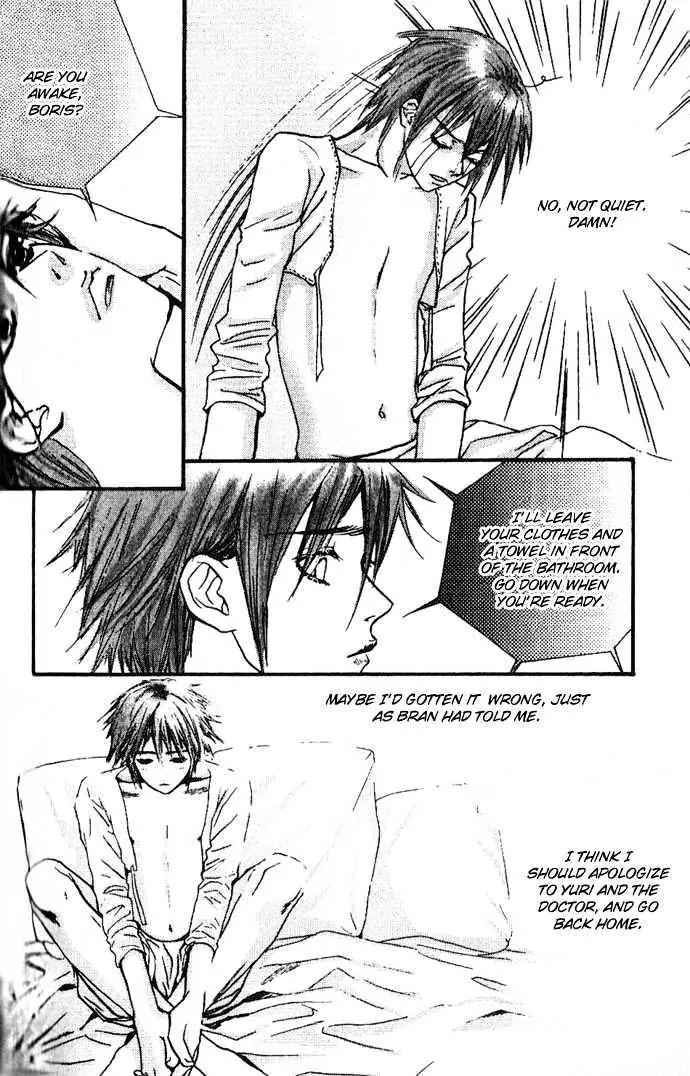 ARE YOU
AWAKE,
BORIS?
NO, NOT QUIET.
DAMN!
I'LL LEAVE
YOUR CLOTHES AND
A TOWEL IN FRONT
OF THE BATHROOM.
GO DOWN WHEN
YOU'RE READY.
MAYBE I'D GOTTEN IT WRONG, JUST
AS BRAN HAD TOLD ME.
I THINK I
SHOULD APOLOGIZE
TO YURI AND THE
DOCTOR, AND GO
BACK HOME.